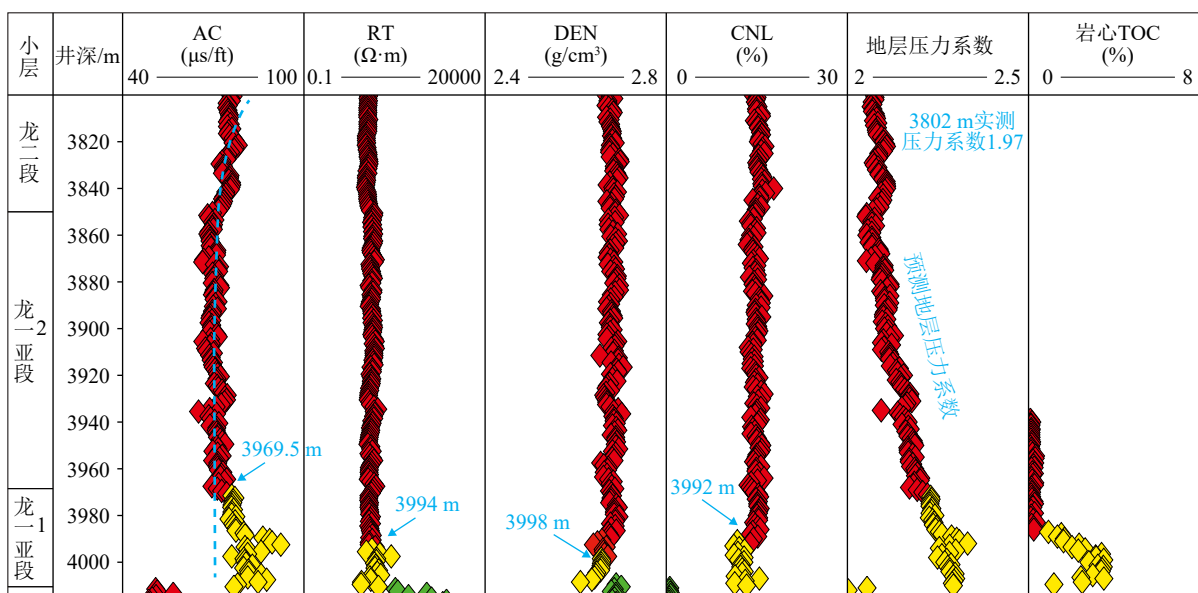 小层
井深/m
AC
(μs/ft)
40 100
RT
(Ω·m)
0.1 20000
DEN
(g/cm³)
2.4 2.8
CNL
(%)
0 30
地层压力系数
2 2.5
岩心TOC
(%)
0 8
龙二段
龙一2亚段
龙一1亚段
3820
3840
3860
3880
3900
3920
3940
3960
3980
4000
3969.5 m
3994 m
3998 m
3992 m
3802 m实测
压力系数1.97
预测地层压力系数